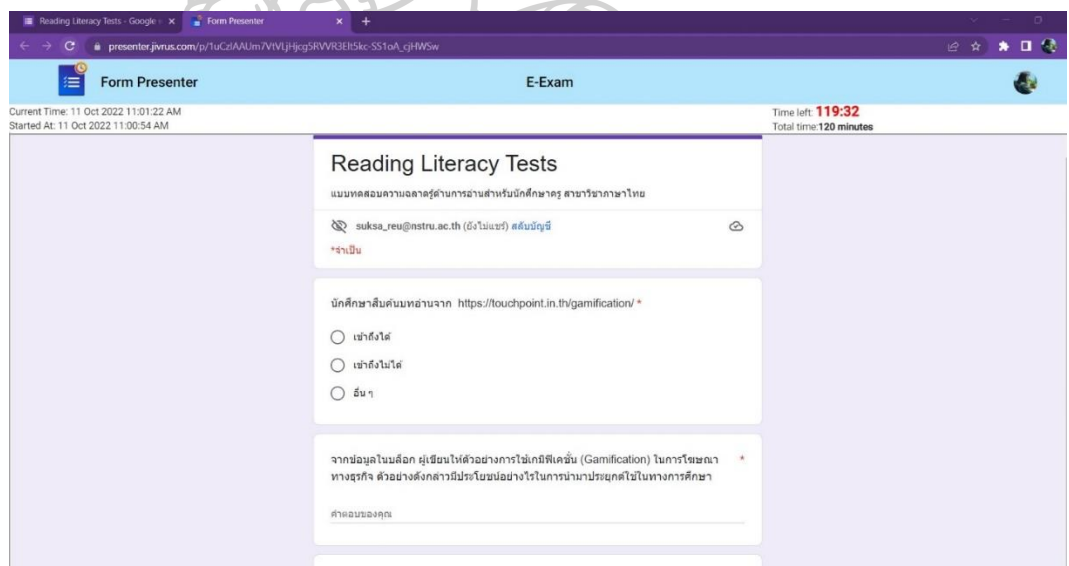 Reading Literacy Tests - Google
Form Presenter
presenter.jivrus.com/p/1uCzlAAUm7VtVLjHjcg5RVVR3EIt5kc-SS1oA_cjHWSw
Form Presenter
E-Exam
Current Time: 11 Oct 2022 11:01:22 AM
Started At: 11 Oct 2022 11:00:54 AM
Time left: 119:32
Total time:120 minutes
Reading Literacy Tests
แบบทดสอบความฉลาดรู้ด้านการอ่านสำหรับนักศึกษาครู สาขาวิชาภาษาไทย
suksa_reu@nstru.ac.th (ยังไม่แชร์) สลับบัญชี
*จำเป็น
นักศึกษาสืบค้นบทอ่านจาก https://touchpoint.in.th/gamification/ *
เข้าถึงได้
เข้าถึงไม่ได้
อื่น ๆ
จากข้อมูลในบล็อก ผู้เขียนให้ตัวอย่างการใช้เกมิฟิเคชั่น (Gamification) ในการโฆษณา *
ทางธุรกิจ ตัวอย่างดังกล่าวมีประโยชน์อย่างไรในการนำมาประยุกต์ใช้ในทางการศึกษา
คำตอบของคุณ